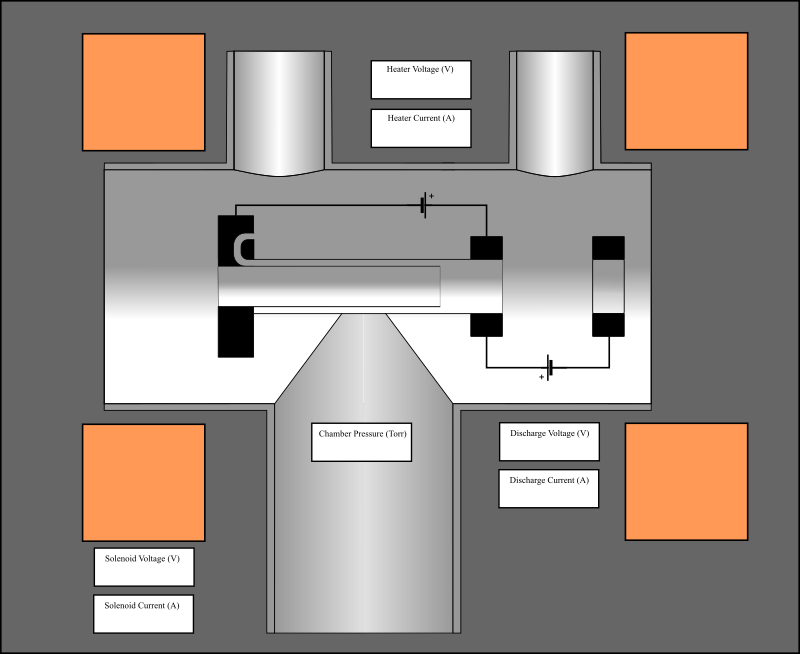 Heater Voltage (V)
+
Heater Current (A)
+
Chamber Pressure (Torr)
Discharge Voltage (V)
Discharge Current (A)
Solenoid Voltage (V)
Solenoid Current (A)